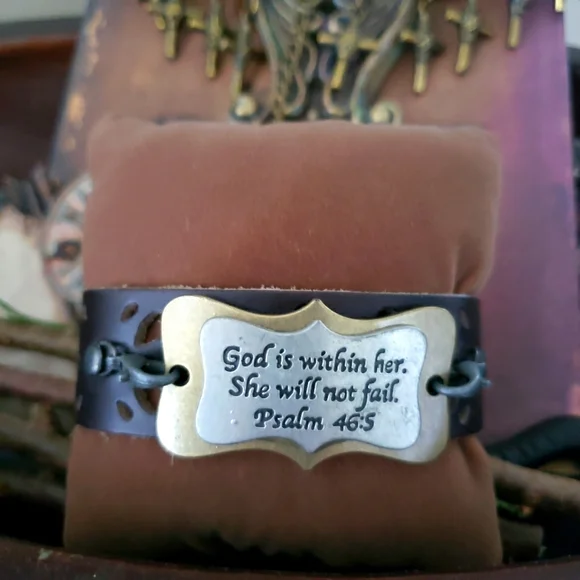 God is within her.
She will not fail.
Psalm 46:5